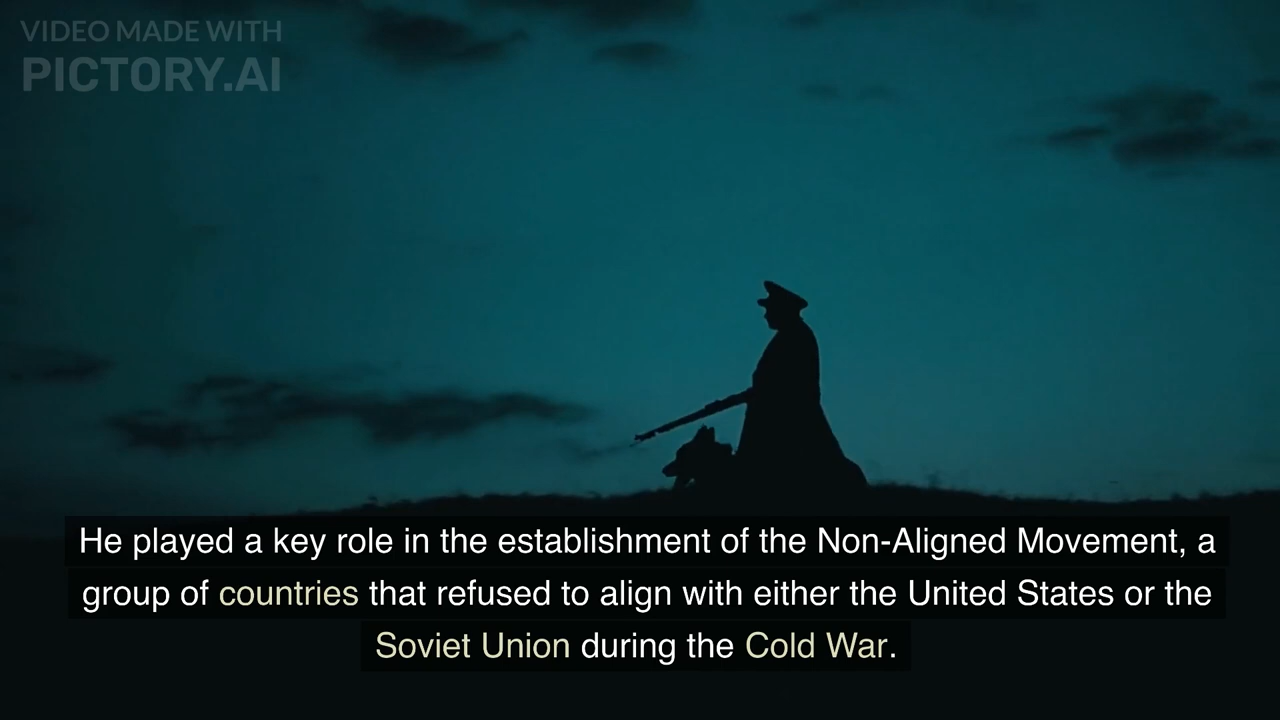 VIDEO MADE WITH
PICTORY.AI
He played a key role in the establishment of the Non-Aligned Movement, a
group of countries that refused to align with either the United States or the
Soviet Union during the Cold War.